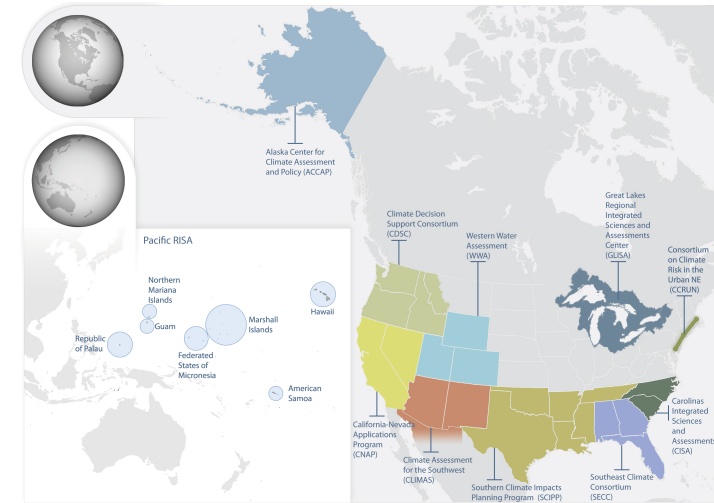 Alaska Center for
Climate Assessment
and Policy (ACCAP)
Great Lakes
Regional
Integrated
Sciences and
Assessments
Center
(GLISA)
Climate Decision
Support Consortium
(CDSC)
Western Water
Assessment
(WWA)
Consortium
on Climate
Risk in the
Urban NE
(CCRUN)
Pacific RISA
Northern
Mariana
Islands
Guam
Republic
of Palau
Federated
States of
Micronesia
Marshall
Islands
Hawaii
American
Samoa
California-Nevada
Applications
Program
(CNAP)
Climate Assessment
for the Southwest
(CLIMAS)
Southern Climate Impacts
Planning Program (SCIPP)
Southeast Climate
Consortium
(SECC)
Carolinas
Integrated
Sciences
and
Assessments
(CISA)